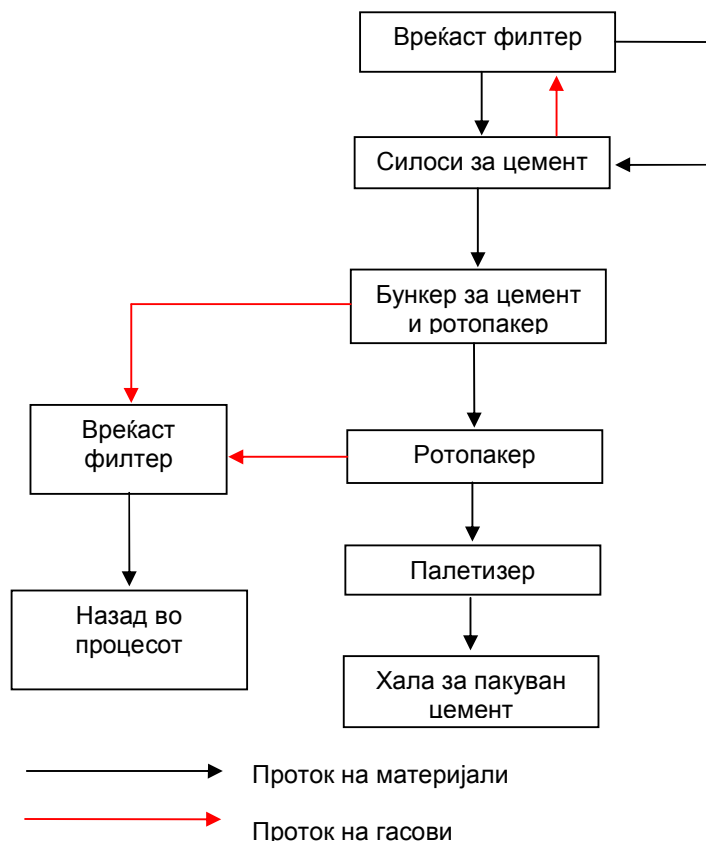 Вреќаст филтер
Силоси за цемент
Бункер за цемент
и ротопакер
Вреќаст
филтер
Ротопакер
Палетизер
Назад во
процесот
Хала за пакуван
цемент
Проток на материјали
Проток на гасови